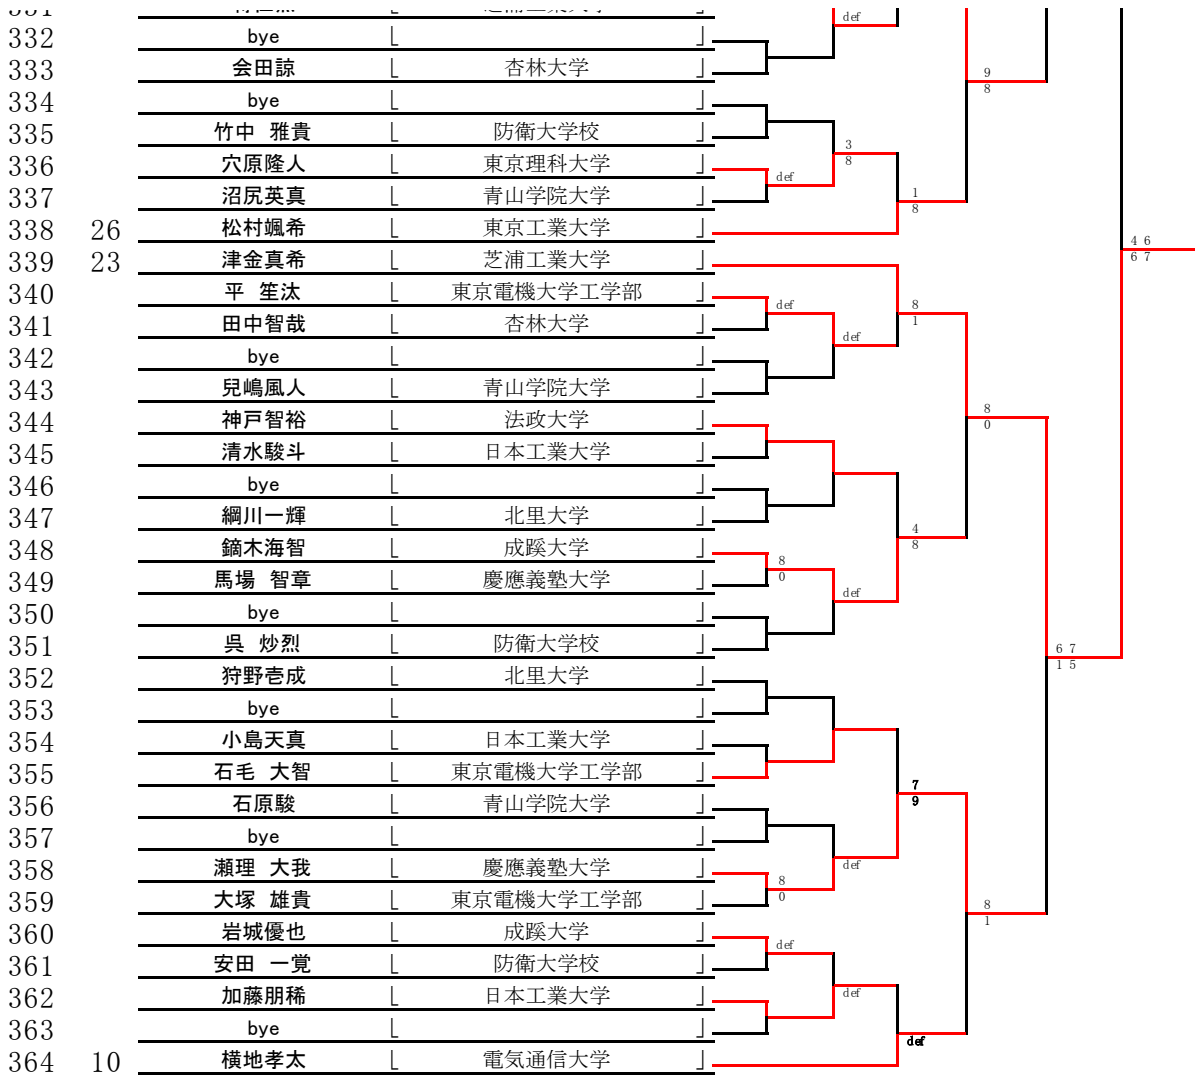 332 bye [ ]
333 会田諒 [ 杏林大学 ]
334 bye [ ]
335 竹中 雅貴 [ 防衛大学校 ]
336 穴原隆人 [ 東京理科大学 ]
337 沼尻英真 [ 青山学院大学 ]
338 26 松村颯希 [ 東京工業大学 ]
339 23 津金真希 [ 芝浦工業大学 ]
340 平 笙汰 [ 東京電機大学工学部 ]
341 田中智哉 [ 杏林大学 ]
342 bye [ ]
343 兒嶋風人 [ 青山学院大学 ]
344 神戸智裕 [ 法政大学 ]
345 清水駿斗 [ 日本工業大学 ]
346 bye [ ]
347 綱川一輝 [ 北里大学 ]
348 鏑木海智 [ 成蹊大学 ]
349 馬場 智章 [ 慶應義塾大学 ]
350 bye [ ]
351 呉 炒烈 [ 防衛大学校 ]
352 狩野壱成 [ 北里大学 ]
353 bye [ ]
354 小島天真 [ 日本工業大学 ]
355 石毛 大智 [ 東京電機大学工学部 ]
356 石原駿 [ 青山学院大学 ]
357 bye [ ]
358 瀬理 大我 [ 慶應義塾大学 ]
359 大塚 雄貴 [ 東京電機大学工学部 ]
360 岩城優也 [ 成蹊大学 ]
361 安田 一覚 [ 防衛大学校 ]
362 加藤朋稀 [ 日本工業大学 ]
363 bye [ ]
364 10 横地孝太 [ 電気通信大学 ]
def
def
def
8
0
8
0
def
3
8
def
def
def
def
def
1
8
8
1
4
8
7
9
def
9
8
8
0
8
1
6 7
1 5
4 6
6 7